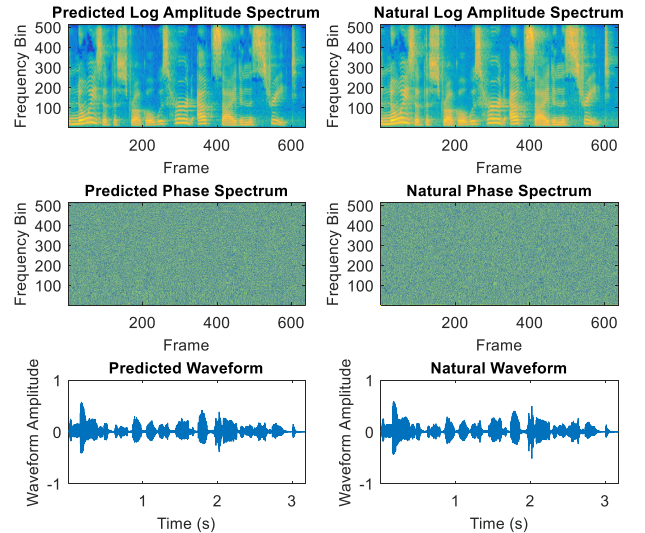 Predicted Log Amplitude Spectrum
Frequency Bin
500
400
300
200
100
200 400 600
Frame
Natural Log Amplitude Spectrum
Frequency Bin
500
400
300
200
100
200 400 600
Frame
Predicted Phase Spectrum
Frequency Bin
500
400
300
200
100
200 400 600
Frame
Natural Phase Spectrum
Frequency Bin
500
400
300
200
100
200 400 600
Frame
Predicted Waveform
Waveform Amplitude
1
0
-1
1 2 3
Time (s)
Natural Waveform
Waveform Amplitude
1
0
-1
1 2 3
Time (s)